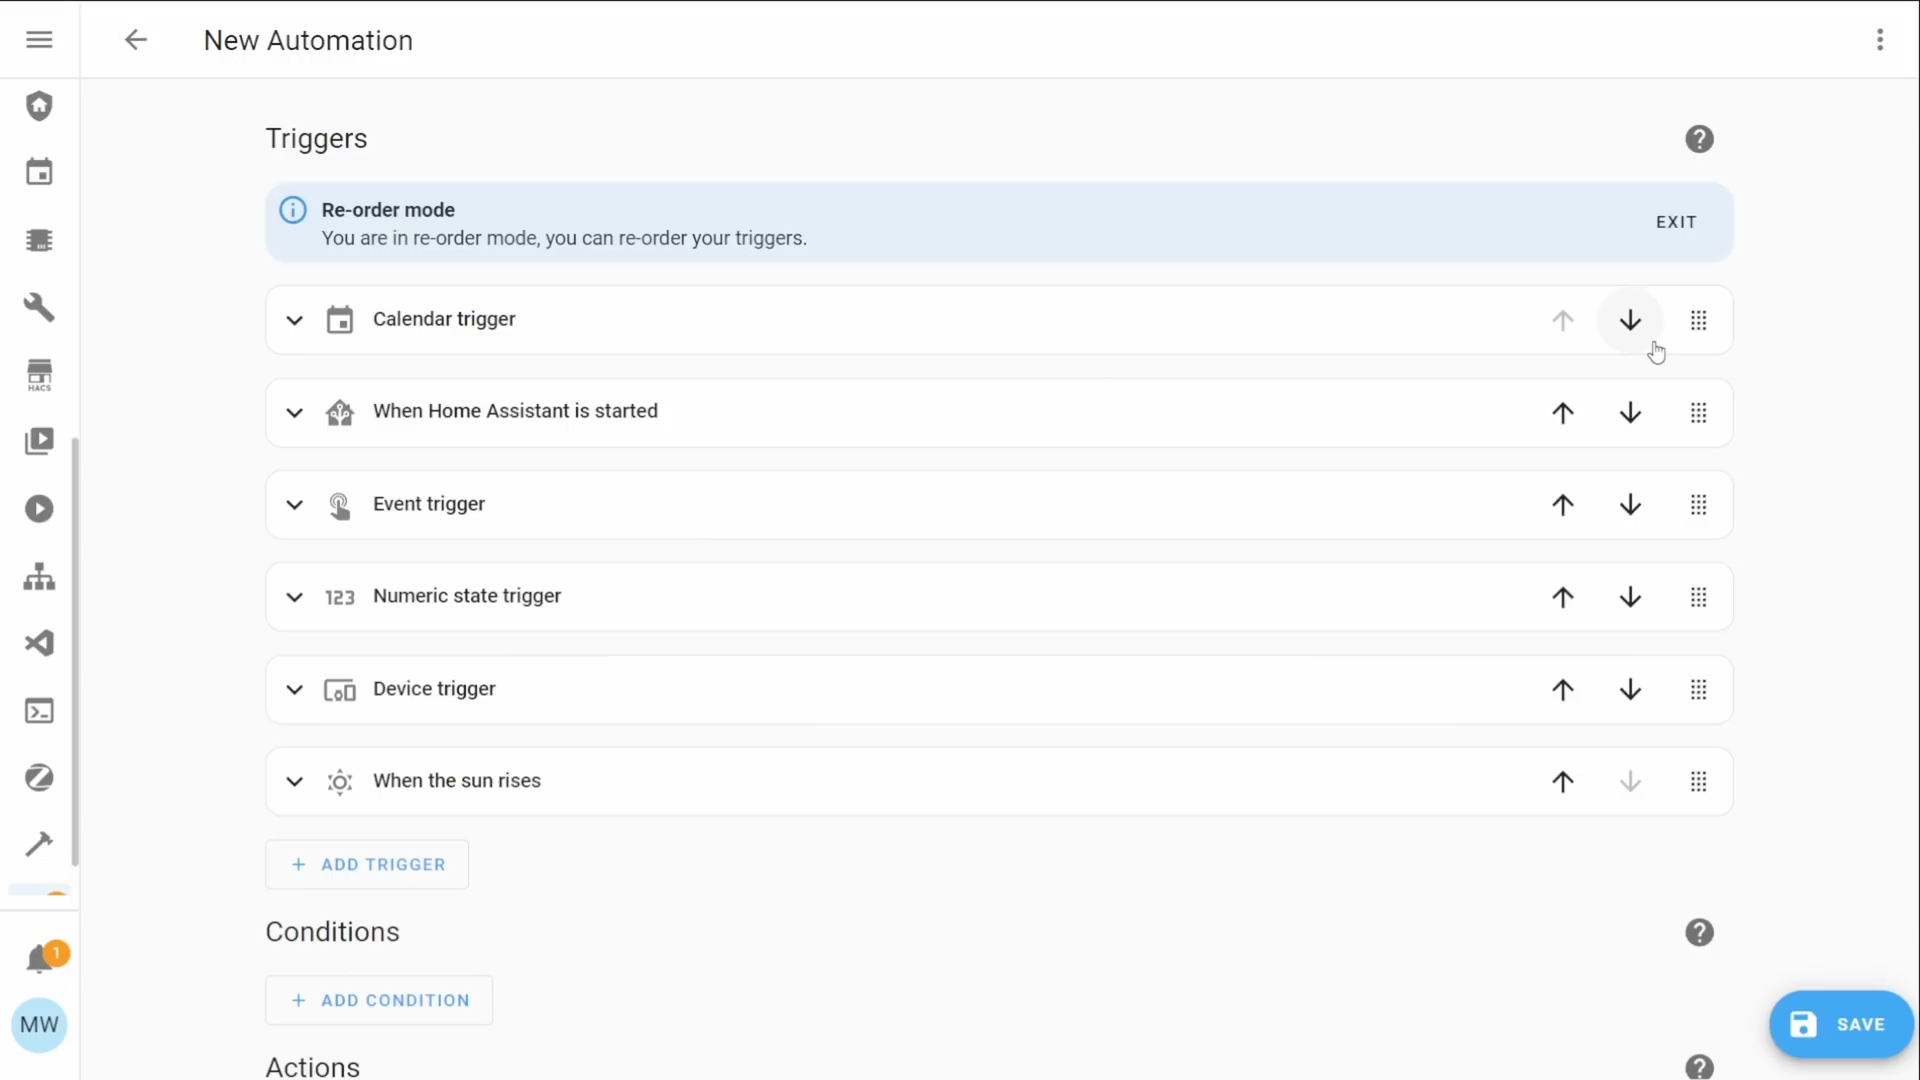 New Automation
Triggers
Re-order mode
You are in re-order mode, you can re-order your triggers.
EXIT
Calendar trigger
When Home Assistant is started
HACS
Event trigger
123 Numeric state trigger
Device trigger
When the sun rises
+ ADD TRIGGER
Conditions
1
+ ADD CONDITION
MW
SAVE
Actions